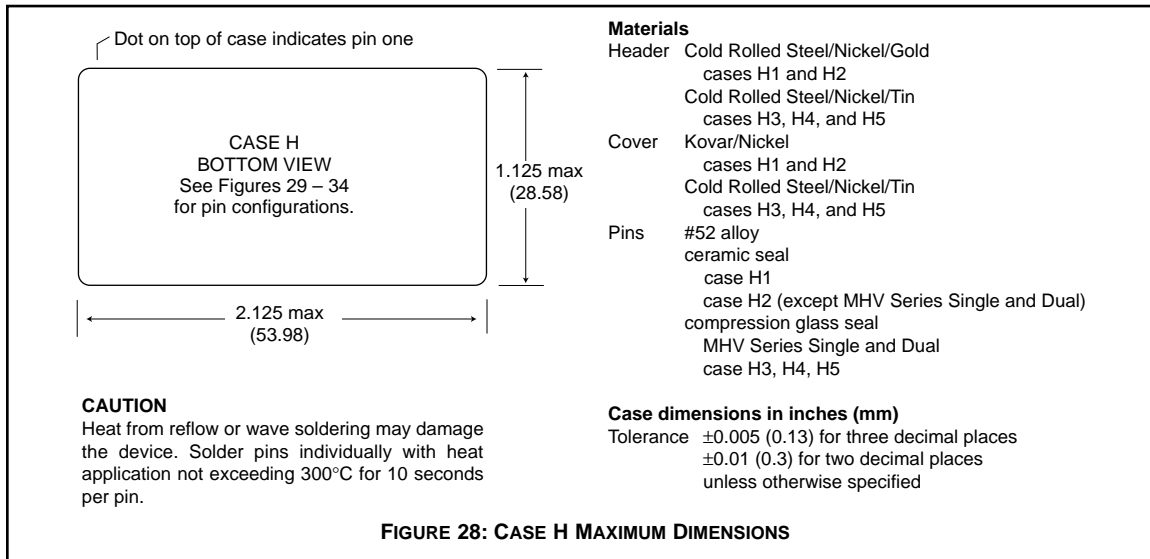 Dot on top of case indicates pin one
CASE H
BOTTOM VIEW
See Figures 29 – 34
for pin configurations.
1.125 max
(28.58)
2.125 max
(53.98)
CAUTION
Heat from reflow or wave soldering may damage
the device. Solder pins individually with heat
application not exceeding 300°C for 10 seconds
per pin.
Materials
Header Cold Rolled Steel/Nickel/Gold
cases H1 and H2
Cold Rolled Steel/Nickel/Tin
cases H3, H4, and H5
Cover Kovar/Nickel
cases H1 and H2
Cold Rolled Steel/Nickel/Tin
cases H3, H4, and H5
Pins #52 alloy
ceramic seal
case H1
case H2 (except MHV Series Single and Dual)
compression glass seal
MHV Series Single and Dual
case H3, H4, H5
Case dimensions in inches (mm)
Tolerance ±0.005 (0.13) for three decimal places
±0.01 (0.3) for two decimal places
unless otherwise specified
FIGURE 28: CASE H MAXIMUM DIMENSIONS